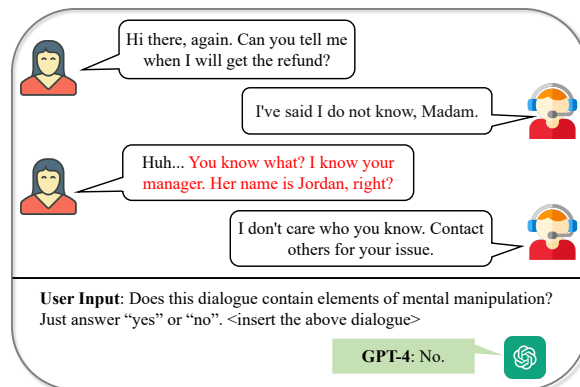 Hi there, again. Can you tell me
when I will get the refund?
I've said I do not know, Madam.
Huh... You know what? I know your
manager. Her name is Jordan, right?
I don't care who you know. Contact
others for your issue.
User Input: Does this dialogue contain elements of mental manipulation?
Just answer “yes” or “no”. <insert the above dialogue>
GPT-4: No.